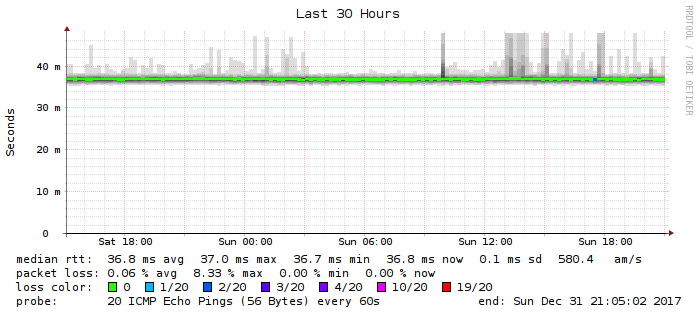 Last 30 Hours
RRDTOOL / TOBI OETIKER
Seconds
40 m
30 m
20 m
10 m
0
Sat 18:00 Sun 00:00 Sun 06:00 Sun 12:00 Sun 18:00
median rtt: 36.8 ms avg 37.0 ms max 36.7 ms min 36.8 ms now 0.1 ms sd 580.4 am/s
packet loss: 0.06 % avg 8.33 % max 0.00 % min 0.00 % now
loss color: 0 1/20 2/20 3/20 4/20 10/20 19/20
probe: 20 ICMP Echo Pings (56 Bytes) every 60s end: Sun Dec 31 21:05:02 2017